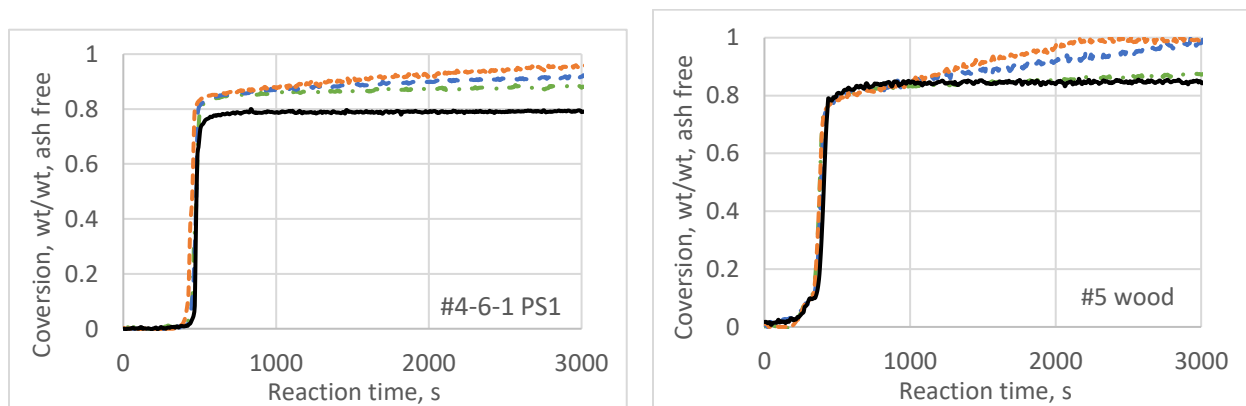 1
0.8
0.6
0.4
0.2
0
Coversion, wt/wt, ash free
#4-6-1 PS1
0 1000 2000 3000
Reaction time, s
1
0.8
0.6
0.4
0.2
0
Coversion, wt/wt, ash free
#5 wood
0 1000 2000 3000
Reaction time, s